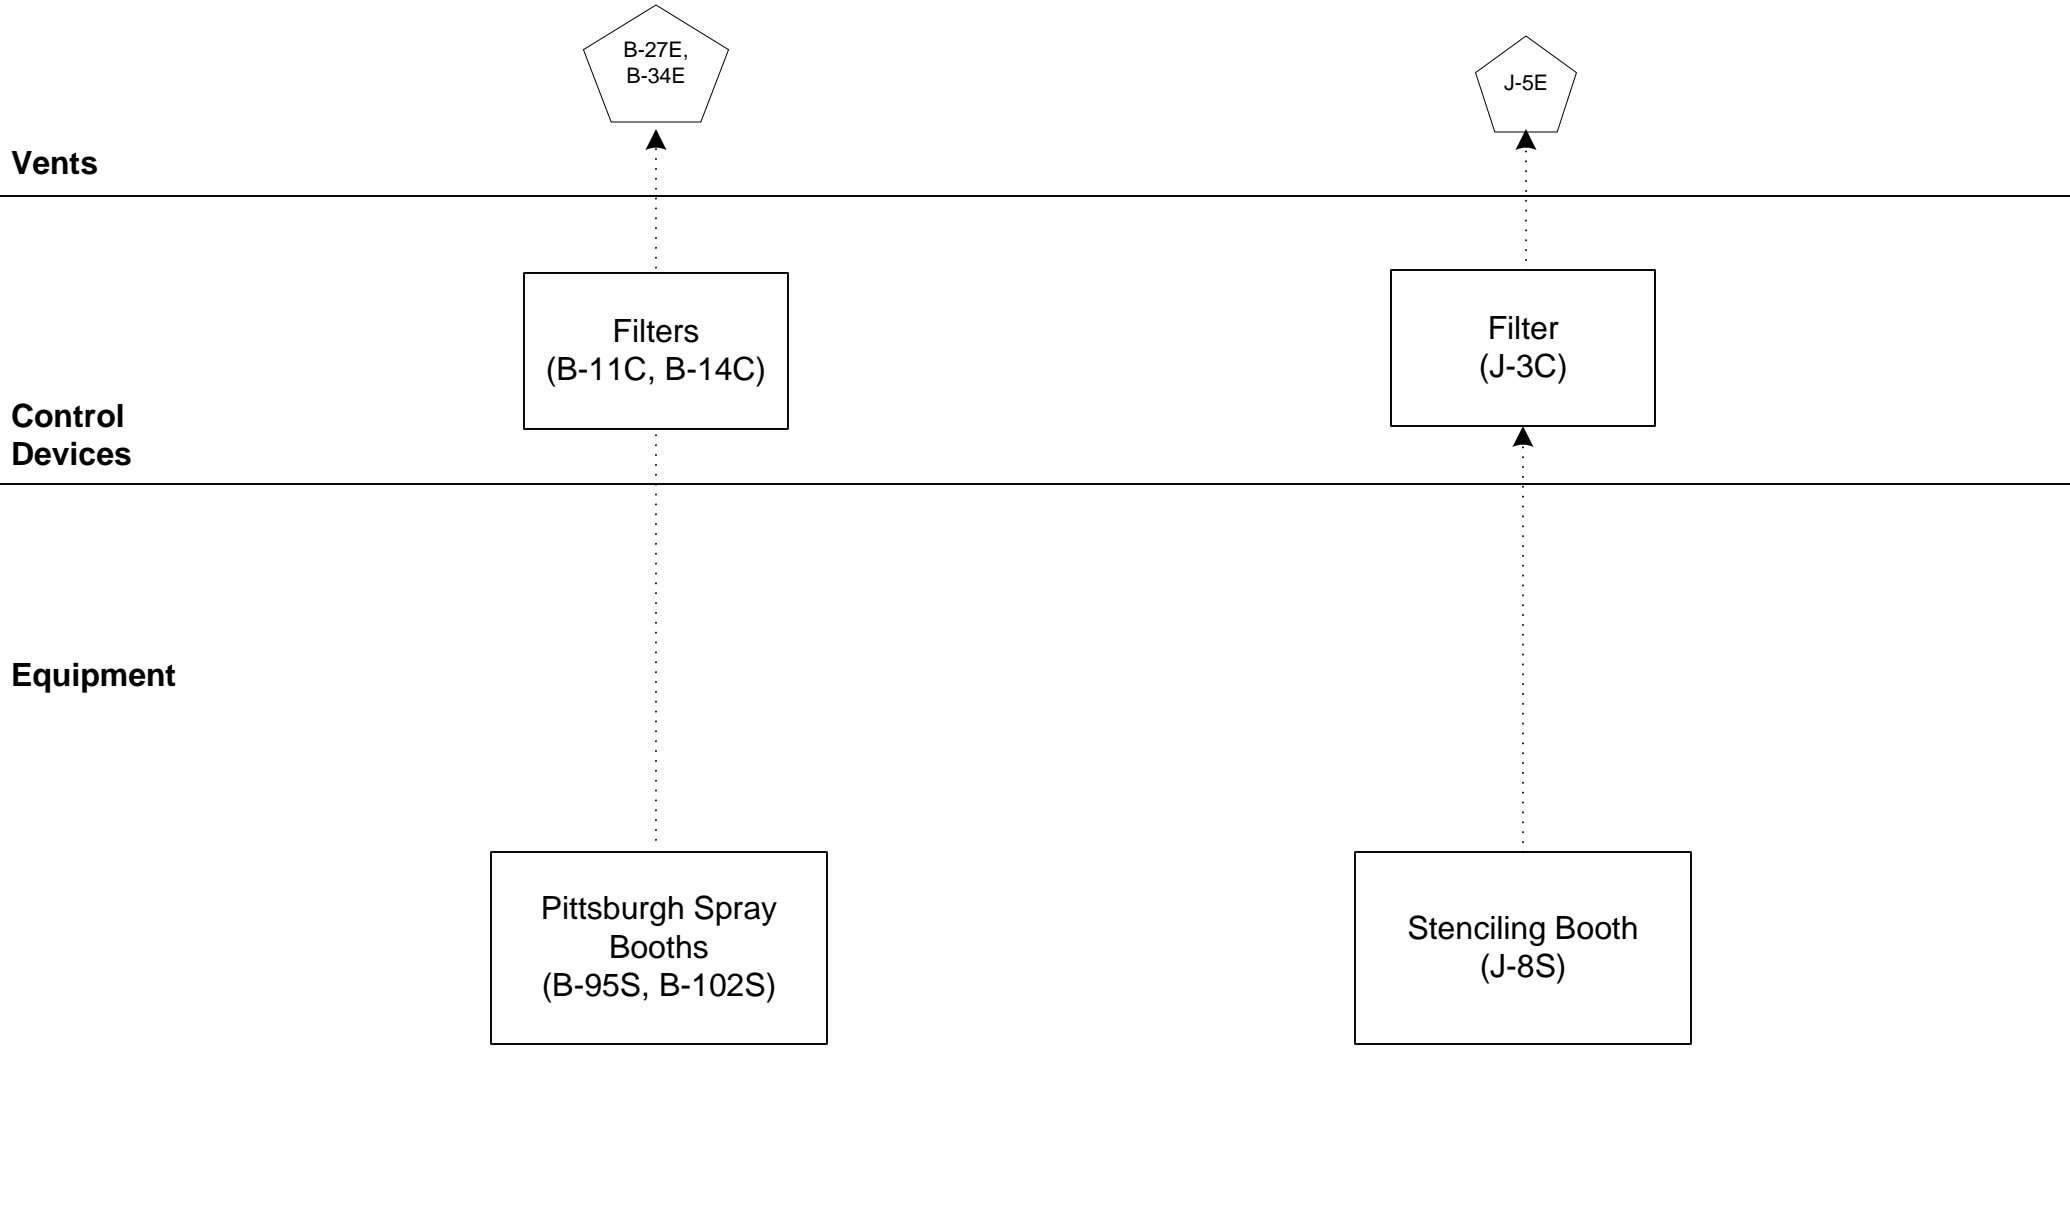 B-27E,
B-34E
J-5E
Vents
Filters
(B-11C, B-14C)
Filter
(J-3C)
Control
Devices
Equipment
Pittsburgh Spray
Booths
(B-95S, B-102S)
Stenciling Booth
(J-8S)